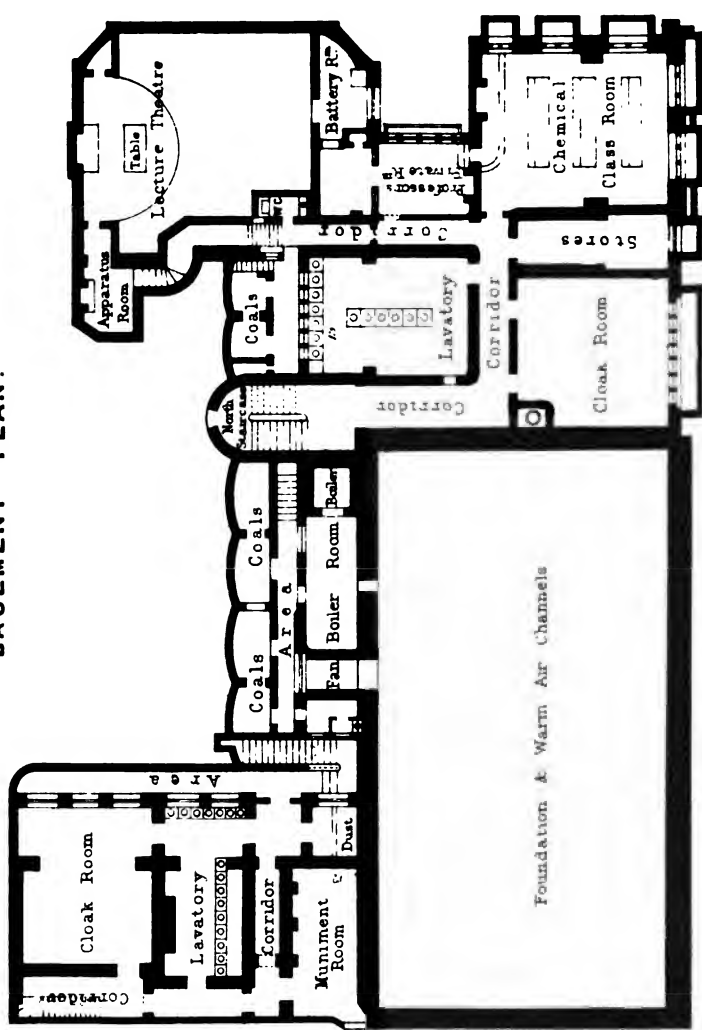 BASEMENT PLAN.
Lecture Theatre
Table
Apparatus
Room
Battery Rm
W C
Professors
Private Rm
Chemical
Class Room
Corridor
Stores
Coals
Lavatory
Corridor
Cloak Room
North
Staircase
Corridor
Coals
Coals
Area
Boiler
Boiler Room
Fan
Foundation & Warm Air Channels
Area
Cloak Room
Lavatory
Corridor
Dust
Muniment
Room
Corridor